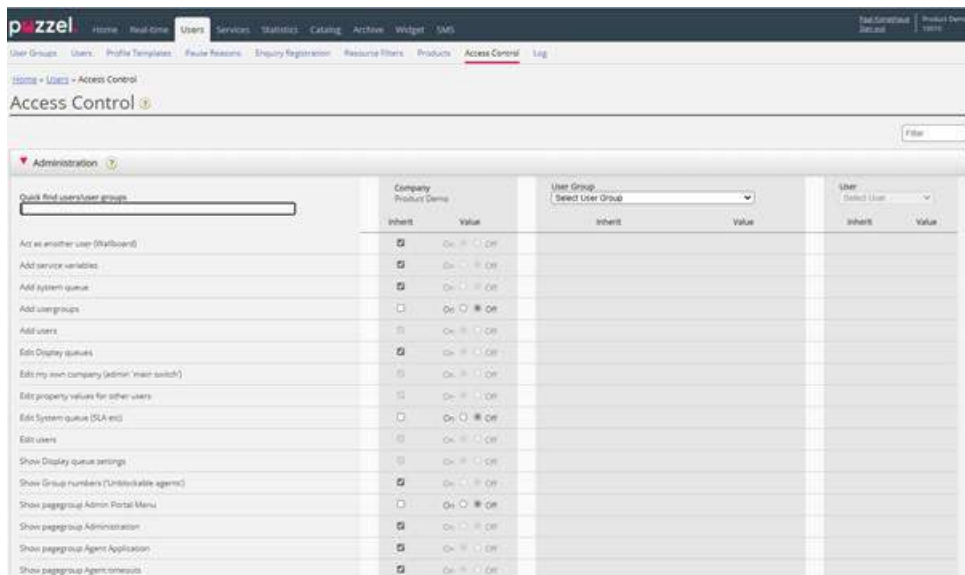 puzzel
Home Real-time Users Services Statistics Catalog Archive Widget SMS
Product Demo
Sign out
User Groups Users Profile Templates Pause Reasons Enquiry Registration Resource Filters Products Access Control Log
Home » Users » Access Control
Access Control ?
Filter
Administration ?
Quick find users/user groups
Company
Product Demo
User Group
Select User Group
User
Select User
Inherit Value Inherit Value Inherit Value
Act as another user (Wallboard) On Off
Add service variables On Off
Add system queue On Off
Add usergroups On Off
Add users On Off
Edit Display queues On Off
Edit my own company (admin 'main switch') On Off
Edit property values for other users On Off
Edit System queue (SLA etc) On Off
Edit users On Off
Show Display queue settings On Off
Show Group numbers ('Unblockable agents') On Off
Show pagegroup Admin Portal Menu On Off
Show pagegroup Administration On Off
Show pagegroup Agent Application On Off
Show pagegroup Agent timeouts On Off